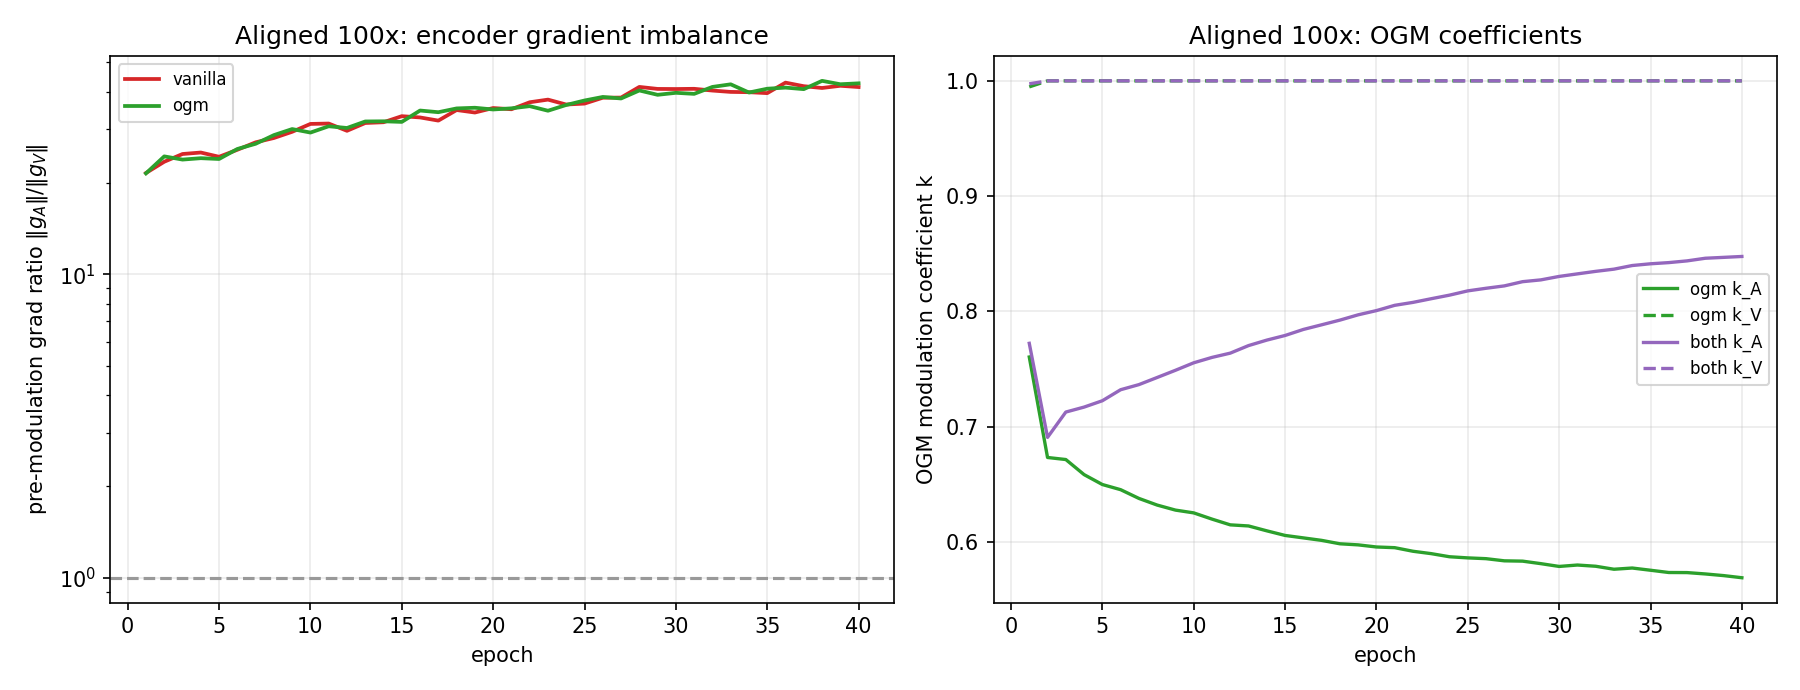 Aligned 100x: encoder gradient imbalance
pre-modulation grad ratio ‖g_A‖/‖g_V‖
vanilla
ogm
10^1
10^0
0 5 10 15 20 25 30 35 40
epoch
Aligned 100x: OGM coefficients
OGM modulation coefficient k
1.0
0.9
0.8
0.7
0.6
ogm k_A
ogm k_V
both k_A
both k_V
0 5 10 15 20 25 30 35 40
epoch